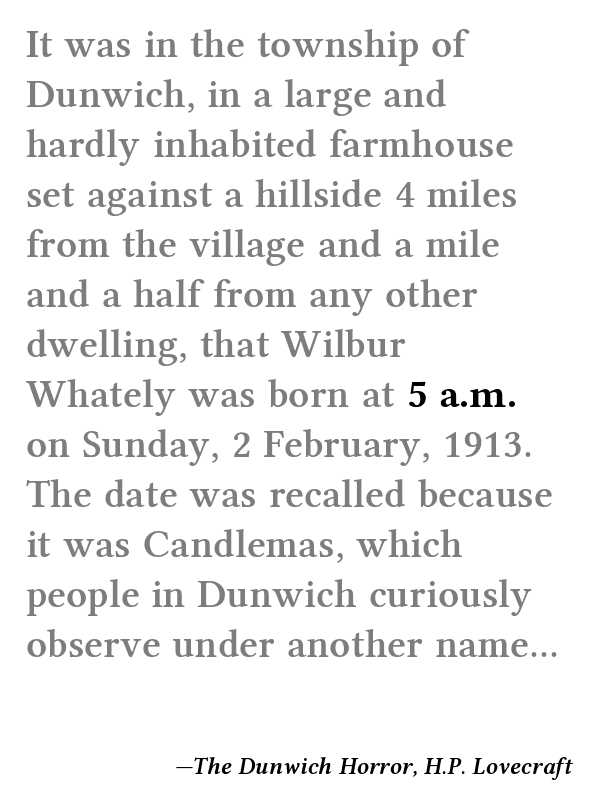 It was in the township of
Dunwich, in a large and
hardly inhabited farmhouse
set against a hillside 4 miles
from the village and a mile
and a half from any other
dwelling, that Wilbur
Whately was born at 5 a.m.
on Sunday, 2 February, 1913.
The date was recalled because
it was Candlemas, which
people in Dunwich curiously
observe under another name...
—The Dunwich Horror, H.P. Lovecraft